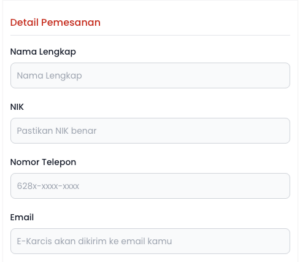 Detail Pemesanan
Nama Lengkap
Nama Lengkap
NIK
Pastikan NIK benar
Nomor Telepon
628x-xxxx-xxxx
Email
E-Karcis akan dikirim ke email kamu